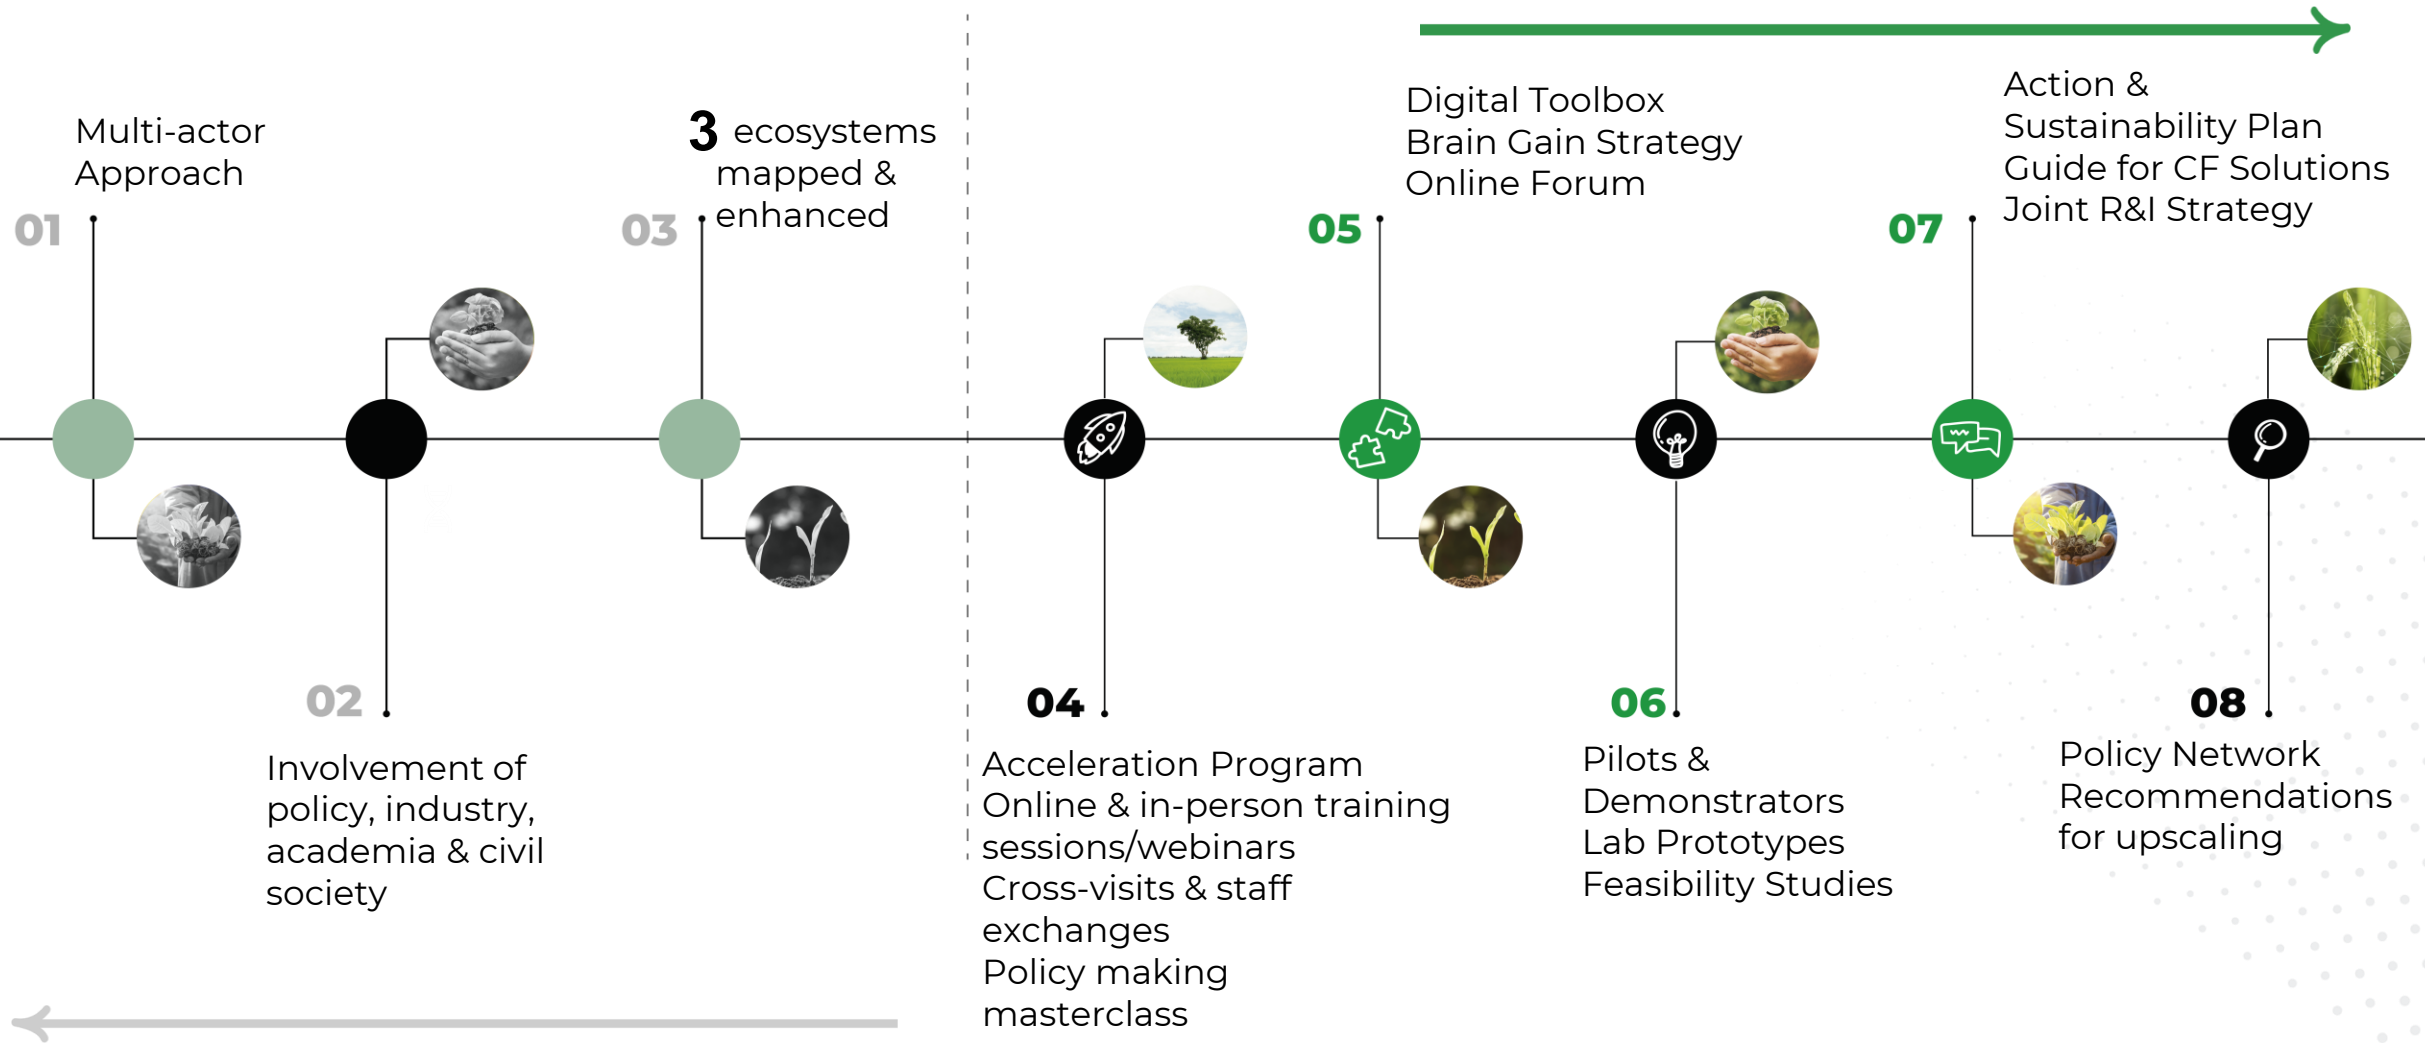 01
Multi-actor
Approach
02
Involvement of
policy, industry,
academia & civil
society
03
3 ecosystems
mapped &
enhanced
04
Acceleration Program
Online & in-person training
sessions/webinars
Cross-visits & staff
exchanges
Policy making
masterclass
05
Digital Toolbox
Brain Gain Strategy
Online Forum
06
Pilots &
Demonstrators
Lab Prototypes
Feasibility Studies
07
Action &
Sustainability Plan
Guide for CF Solutions
Joint R&I Strategy
08
Policy Network
Recommendations
for upscaling